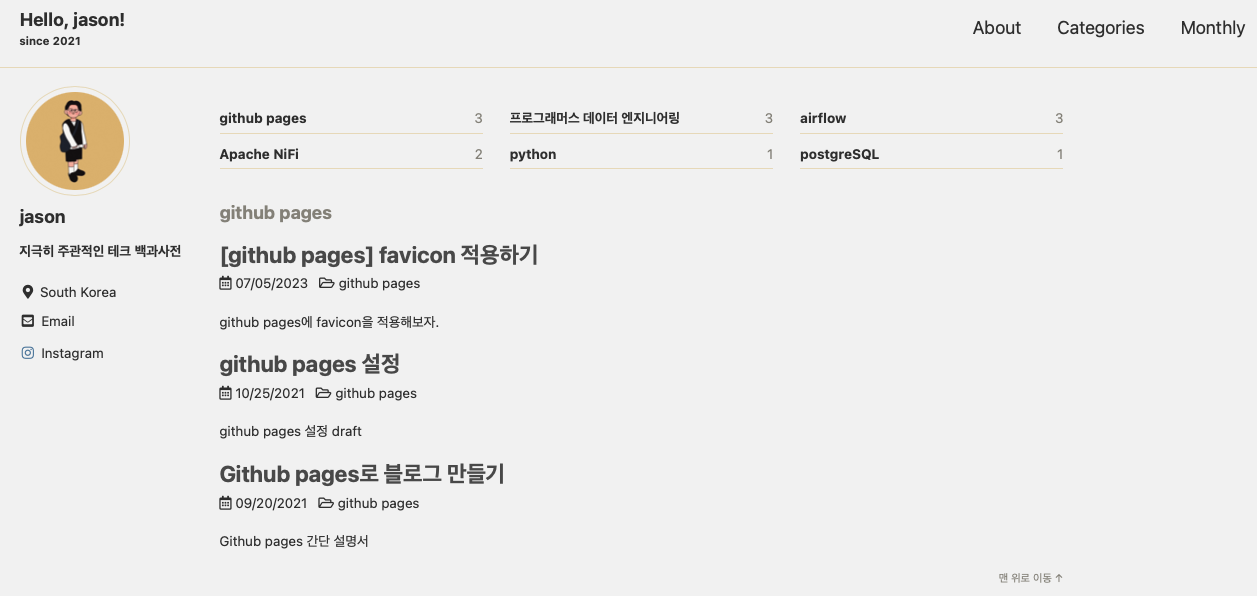 Hello, jason!
since 2021
About Categories Monthly
jason
지극히 주관적인 테크 백과사전
South Korea
Email
Instagram
github pages 3
프로그래머스 데이터 엔지니어링 3
airflow 3
Apache NiFi 2
python 1
postgreSQL 1
github pages
[github pages] favicon 적용하기
07/05/2023 github pages
github pages에 favicon을 적용해보자.
github pages 설정
10/25/2021 github pages
github pages 설정 draft
Github pages로 블로그 만들기
09/20/2021 github pages
Github pages 간단 설명서
맨 위로 이동 ↑